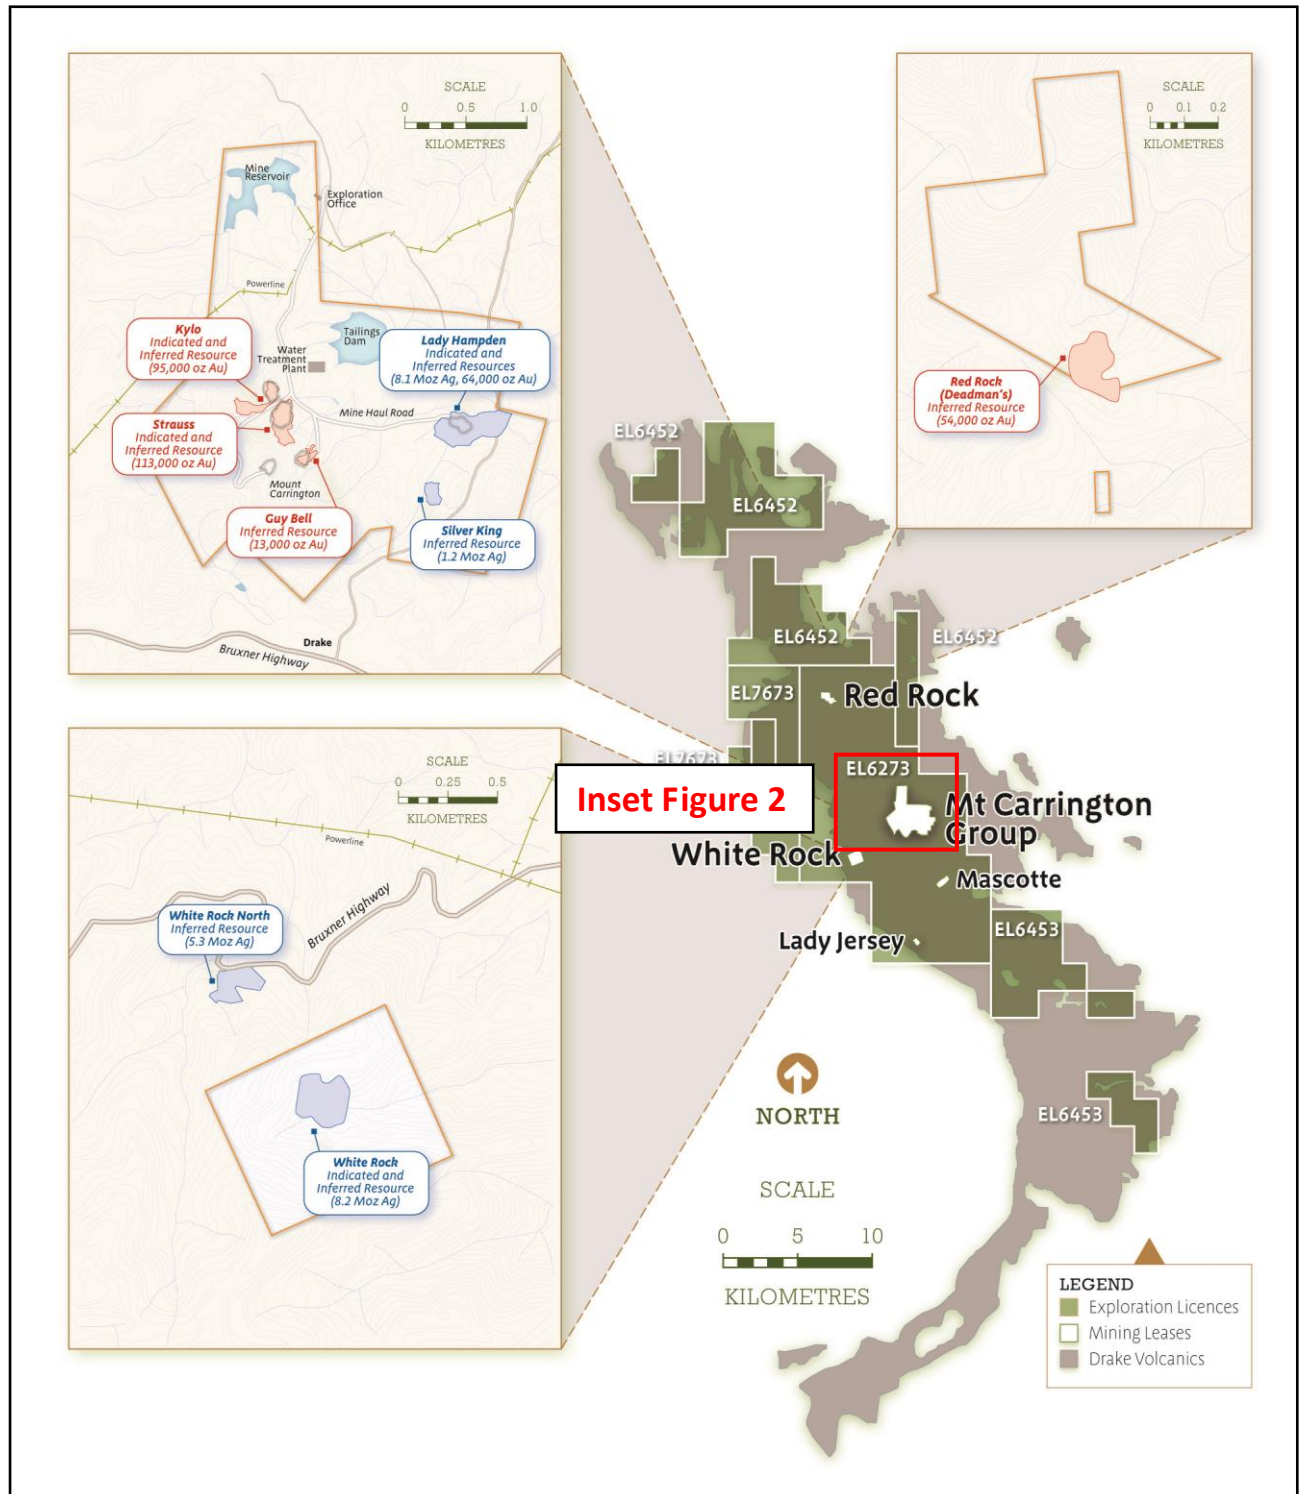 SCALE
0 0.5 1.0
KILOMETRES
Mine
Reservoir
Exploration
Office
Powerline
Kylo
Indicated and
Inferred Resource
(95,000 oz Au)
Tailings
Dam
Water
Treatment
Plant
Lady Hampden
Indicated and
Inferred Resources
(8.1 Moz Ag, 64,000 oz Au)
Mine Haul Road
Strauss
Indicated and
Inferred Resource
(113,000 oz Au)
Mount
Carrington
Guy Bell
Inferred Resource
(13,000 oz Au)
Silver King
Inferred Resource
(1.2 Moz Ag)
Drake
Bruxner Highway
SCALE
0 0.1 0.2
KILOMETRES
Red Rock
(Deadman's)
Inferred Resource
(54,000 oz Au)
SCALE
0 0.25 0.5
KILOMETRES
Powerline
Bruxner Highway
White Rock North
Inferred Resource
(5.3 Moz Ag)
White Rock
Indicated and
Inferred Resource
(8.2 Moz Ag)
EL6452
EL6452
EL6452
EL6452
EL7673
Red Rock
EL7673
EL6273
Inset Figure 2
Mt Carrington
Group
White Rock
Mascotte
Lady Jersey
EL6453
EL6453
NORTH
SCALE
0 5 10
KILOMETRES
LEGEND
Exploration Licences
Mining Leases
Drake Volcanics